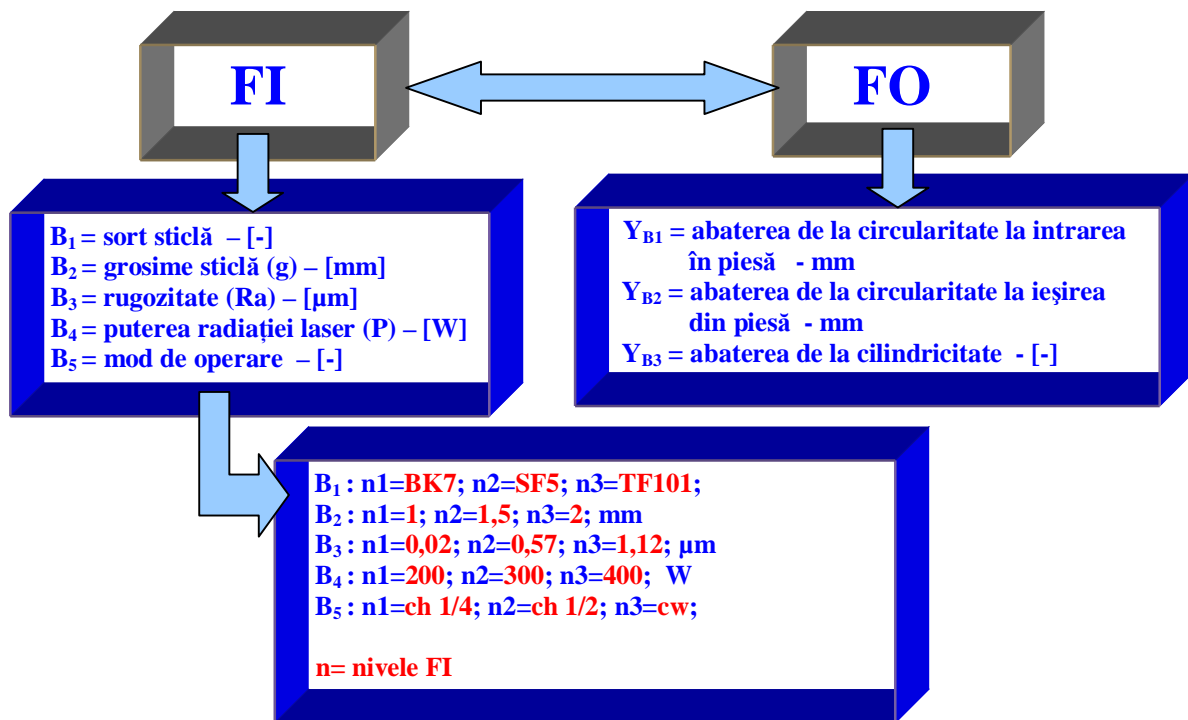 FI
FO
B1 = sort sticlă – [-]
B2 = grosime sticlă (g) – [mm]
B3 = rugozitate (Ra) – [µm]
B4 = puterea radiației laser (P) – [W]
B5 = mod de operare – [-]
YB1 = abaterea de la circularitate la intrarea
în piesă - mm
YB2 = abaterea de la circularitate la ieşirea
din piesă - mm
YB3 = abaterea de la cilindricitate - [-]
B1 : n1=BK7; n2=SF5; n3=TF101;
B2 : n1=1; n2=1,5; n3=2; mm
B3 : n1=0,02; n2=0,57; n3=1,12; µm
B4 : n1=200; n2=300; n3=400; W
B5 : n1=ch 1/4; n2=ch 1/2; n3=cw;
n= nivele FI